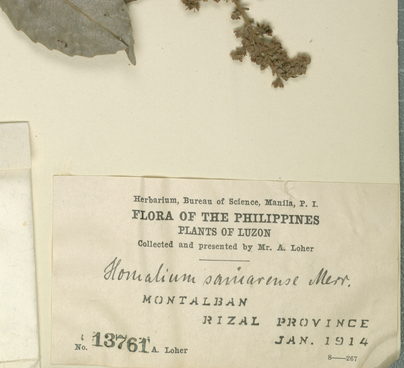 Herbarium, Bureau of Science, Manila, P. I.
FLORA OF THE PHILIPPINES
PLANTS OF LUZON
Collected and presented by Mr. A. Loher
Homalium samarense Merr.
MONTALBAN
RIZAL PROVINCE
No. 13761 A. Loher JAN. 1914
8—267